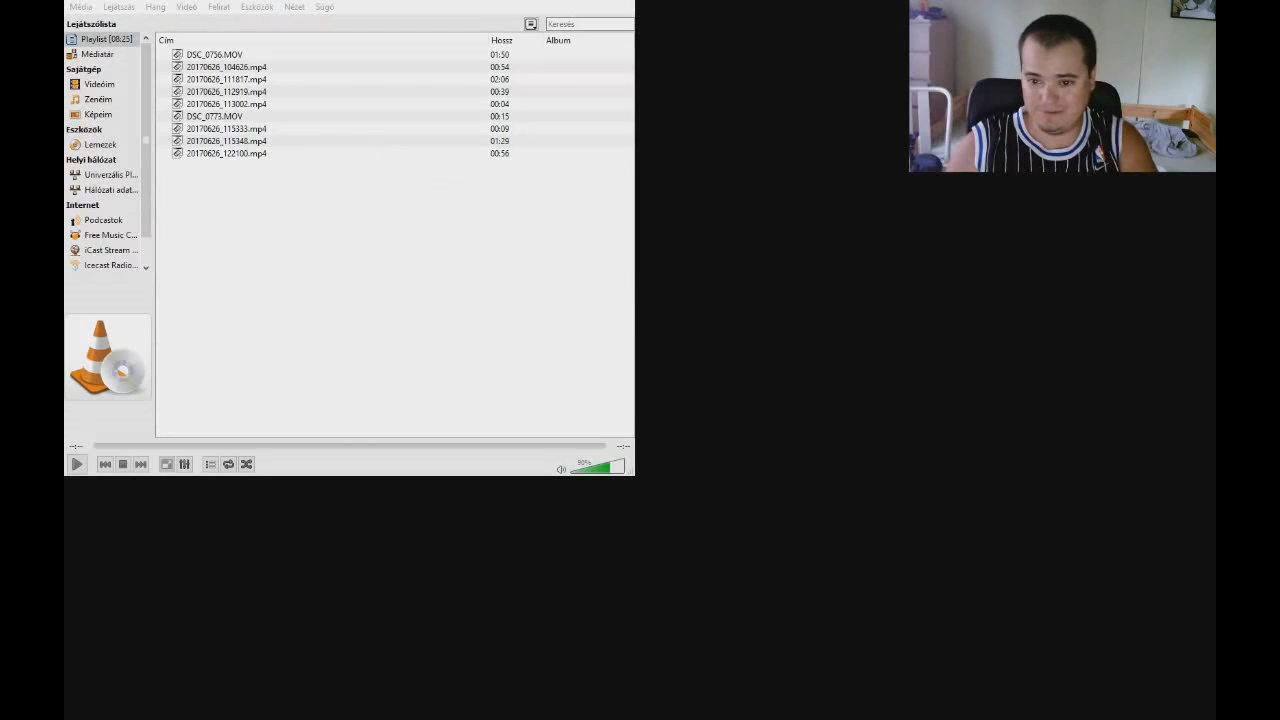 Média Lejátszás Hang Videó Felirat Eszközök Nézet Súgó
Lejátszólista
Keresés
Playlist [08:25]
Médiatár
Sajátgép
Videóim
Zenéim
Képeim
Eszközök
Lemezek
Helyi hálózat
Univerzális Pl...
Hálózati adat...
Internet
Podcastok
Free Music C...
iCast Stream ...
Icecast Radio...
Cím Hossz Album
DSC_0756.MOV 01:50
20170626_104626.mp4 00:54
20170626_111817.mp4 02:06
20170626_112919.mp4 00:39
20170626_113002.mp4 00:04
DSC_0773.MOV 00:15
20170626_115333.mp4 00:09
20170626_115348.mp4 01:29
20170626_122100.mp4 00:56
--:-- --:--
90%